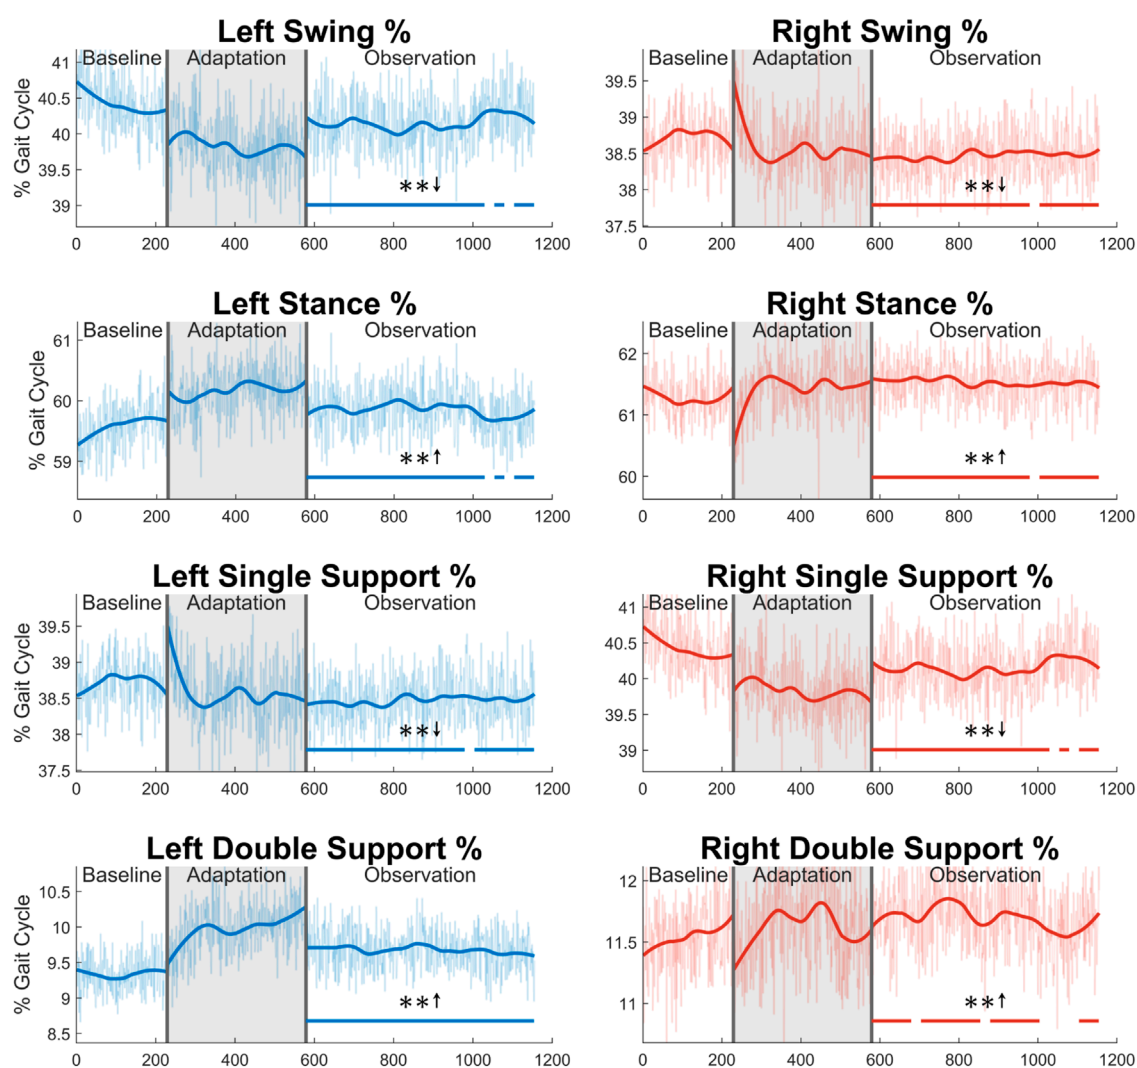 Left Swing %
Right Swing %
Baseline Adaptation Observation
Baseline Adaptation Observation
% Gait Cycle
41
40.5
40
39.5
39
39.5
39
38.5
38
37.5
**↓
**↓
0 200 400 600 800 1000 1200
0 200 400 600 800 1000 1200
Left Stance %
Right Stance %
Baseline Adaptation Observation
Baseline Adaptation Observation
% Gait Cycle
61
60
59
62
61
60
**↑
**↑
0 200 400 600 800 1000 1200
0 200 400 600 800 1000 1200
Left Single Support %
Right Single Support %
Baseline Adaptation Observation
Baseline Adaptation Observation
% Gait Cycle
39.5
39
38.5
38
37.5
41
40.5
40
39.5
39
**↓
**↓
0 200 400 600 800 1000 1200
0 200 400 600 800 1000 1200
Left Double Support %
Right Double Support %
Baseline Adaptation Observation
Baseline Adaptation Observation
% Gait Cycle
10.5
10
9.5
9
8.5
12
11.5
11
**↑
**↑
0 200 400 600 800 1000 1200
0 200 400 600 800 1000 1200